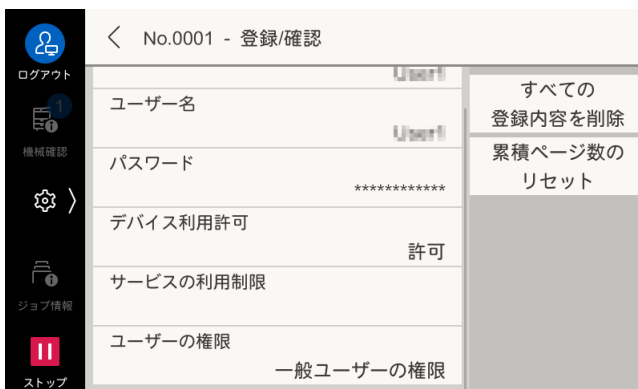 No.0001 - 登録/確認
ログアウト
1
機械確認
ジョブ情報
ストップ
ユーザー名
パスワード
************
デバイス利用許可
許可
サービスの利用制限
ユーザーの権限
一般ユーザーの権限
すべての
登録内容を削除
累積ページ数の
リセット